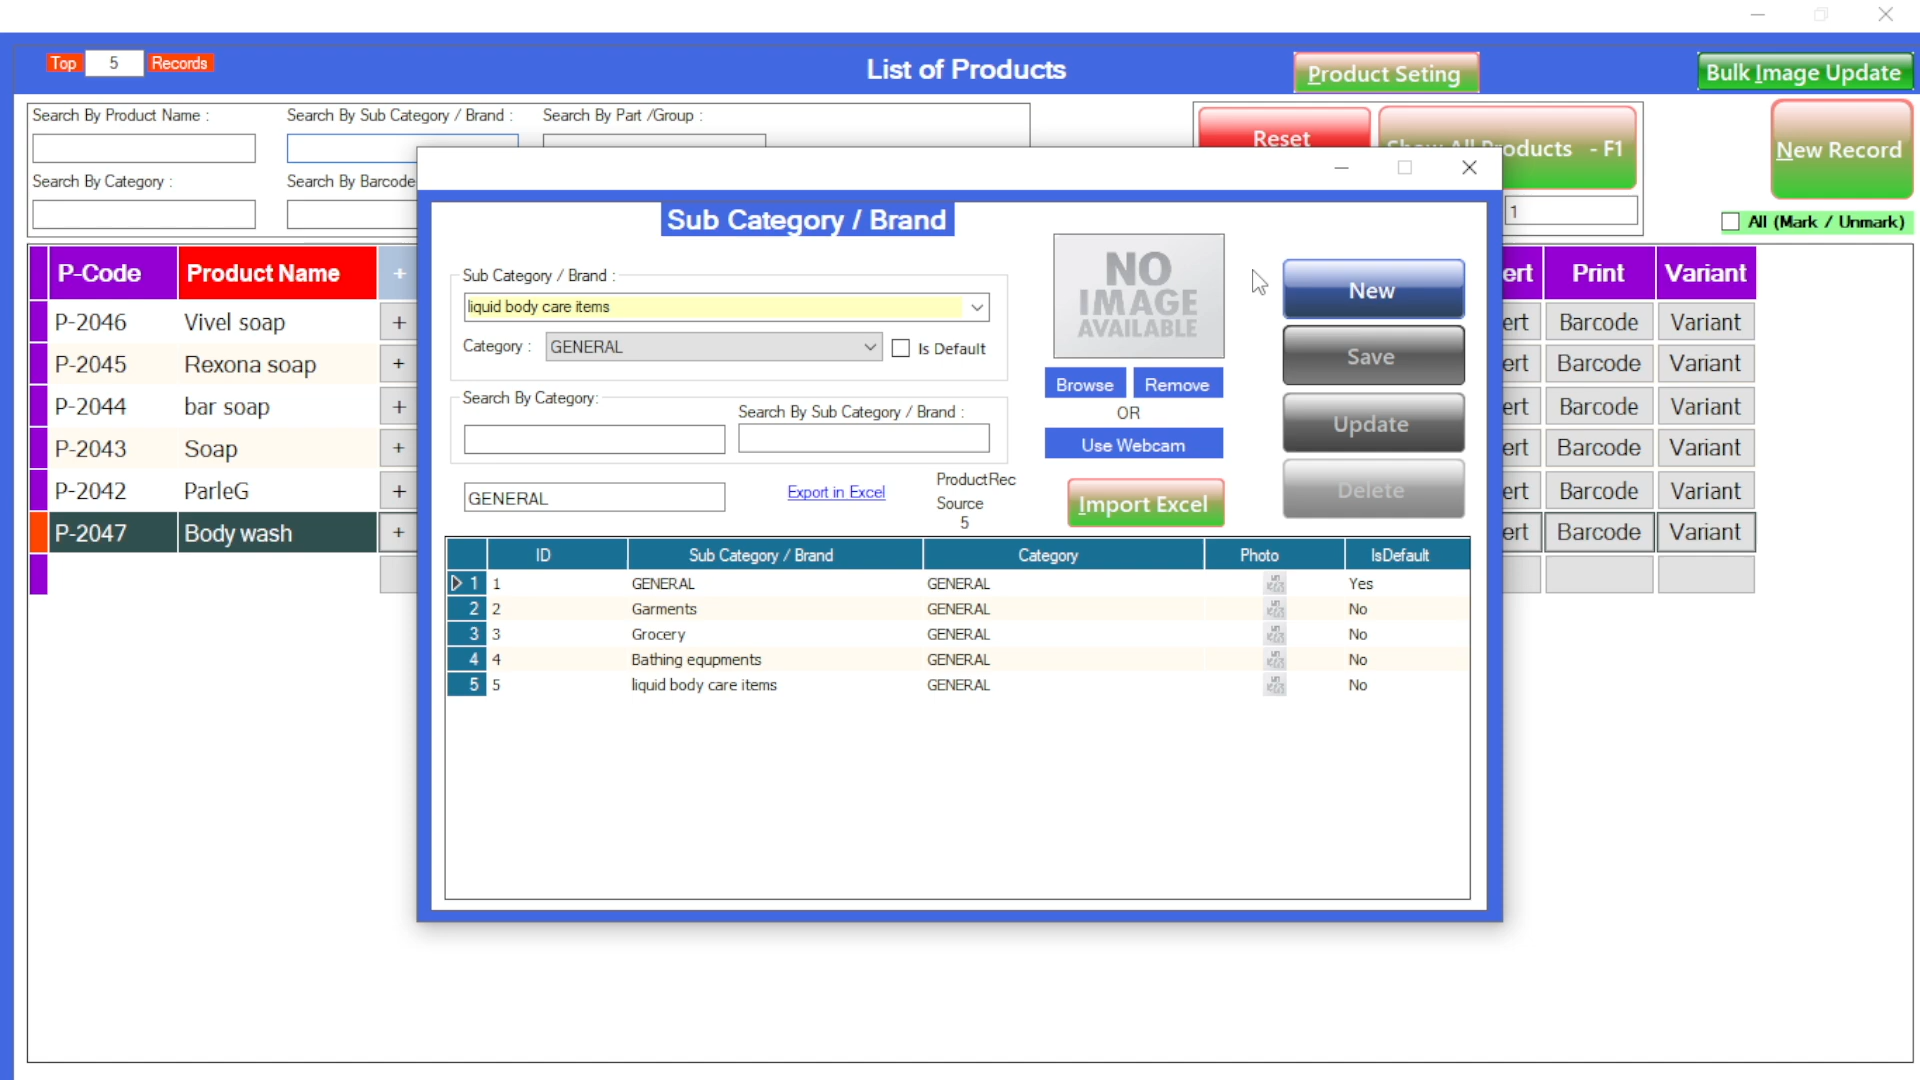 Top 5 Records
List of Products
Product Seting
Bulk Image Update
Search By Product Name :
Search By Sub Category / Brand :
Search By Part /Group :
Reset
Products - F1
New Record
Search By Category :
Search By Barcode
1
All (Mark / Unmark)
P-Code Product Name + ert Print Variant
P-2046 Vivel soap + ert Barcode Variant
P-2045 Rexona soap + ert Barcode Variant
P-2044 bar soap + ert Barcode Variant
P-2043 Soap + ert Barcode Variant
P-2042 ParleG + ert Barcode Variant
P-2047 Body wash + ert Barcode Variant
Sub Category / Brand
Sub Category / Brand :
liquid body care items
Category : GENERAL Is Default
Search By Category:
Search By Sub Category / Brand :
GENERAL
Export in Excel
ProductRec
Source
5
NO
IMAGE
AVAILABLE
Browse Remove
OR
Use Webcam
Import Excel
New
Save
Update
Delete
ID Sub Category / Brand Category Photo IsDefault
1 1 GENERAL GENERAL Yes
2 2 Garments GENERAL No
3 3 Grocery GENERAL No
4 4 Bathing equpments GENERAL No
5 5 liquid body care items GENERAL No